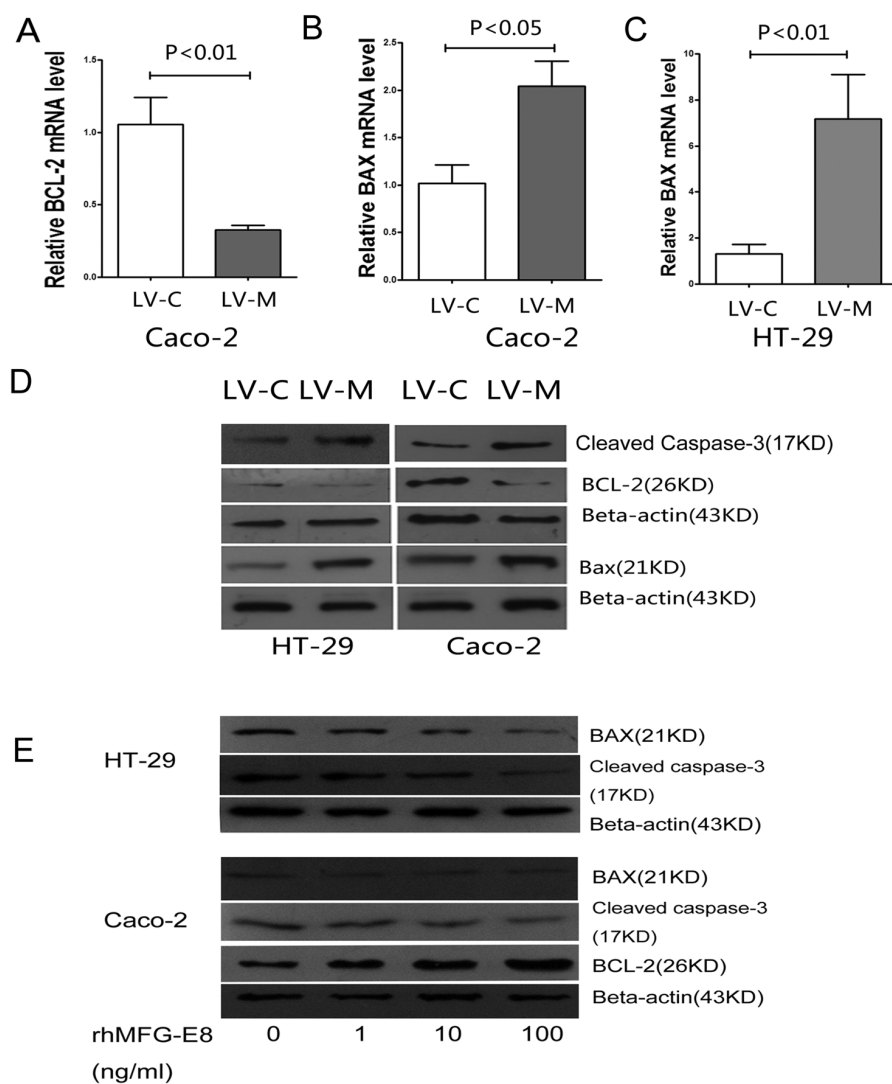 A
B
C
P<0.01
P<0.05
P<0.01
Relative BCL-2 mRNA level
1.5
1.0
0.5
0.0
LV-C LV-M
Caco-2
Relative BAX mRNA level
2.5
2.0
1.5
1.0
0.5
0.0
LV-C LV-M
Caco-2
Relative BAX mRNA level
10
8
6
4
2
0
LV-C LV-M
HT-29
D
LV-C LV-M LV-C LV-M
Cleaved Caspase-3(17KD)
BCL-2(26KD)
Beta-actin(43KD)
Bax(21KD)
Beta-actin(43KD)
HT-29 Caco-2
E
HT-29
BAX(21KD)
Cleaved caspase-3
(17KD)
Beta-actin(43KD)
Caco-2
BAX(21KD)
Cleaved caspase-3
(17KD)
BCL-2(26KD)
Beta-actin(43KD)
rhMFG-E8 0 1 10 100
(ng/ml)